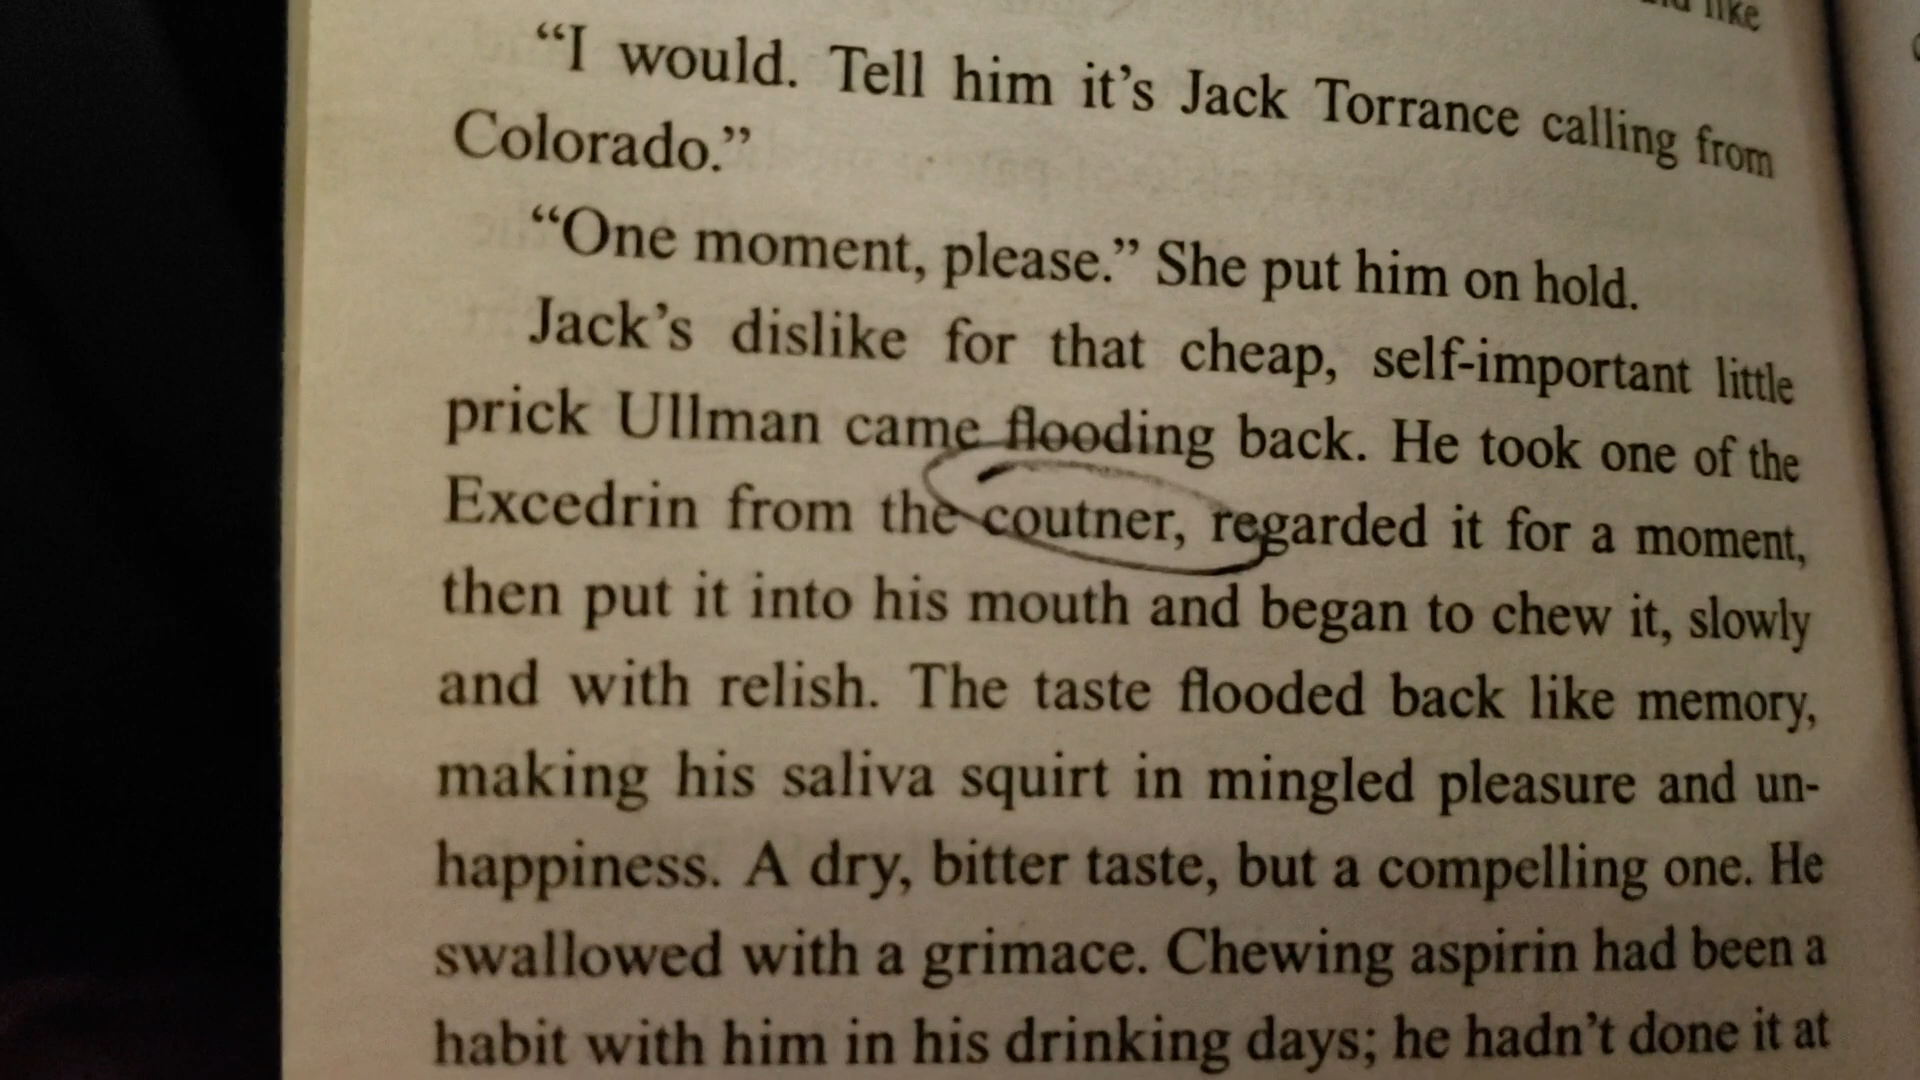 like
“I would. Tell him it’s Jack Torrance calling from
Colorado.”
“One moment, please.” She put him on hold.
Jack’s dislike for that cheap, self-important little
prick Ullman came flooding back. He took one of the
Excedrin from the coutner, regarded it for a moment,
then put it into his mouth and began to chew it, slowly
and with relish. The taste flooded back like memory,
making his saliva squirt in mingled pleasure and un-
happiness. A dry, bitter taste, but a compelling one. He
swallowed with a grimace. Chewing aspirin had been a
habit with him in his drinking days; he hadn’t done it at